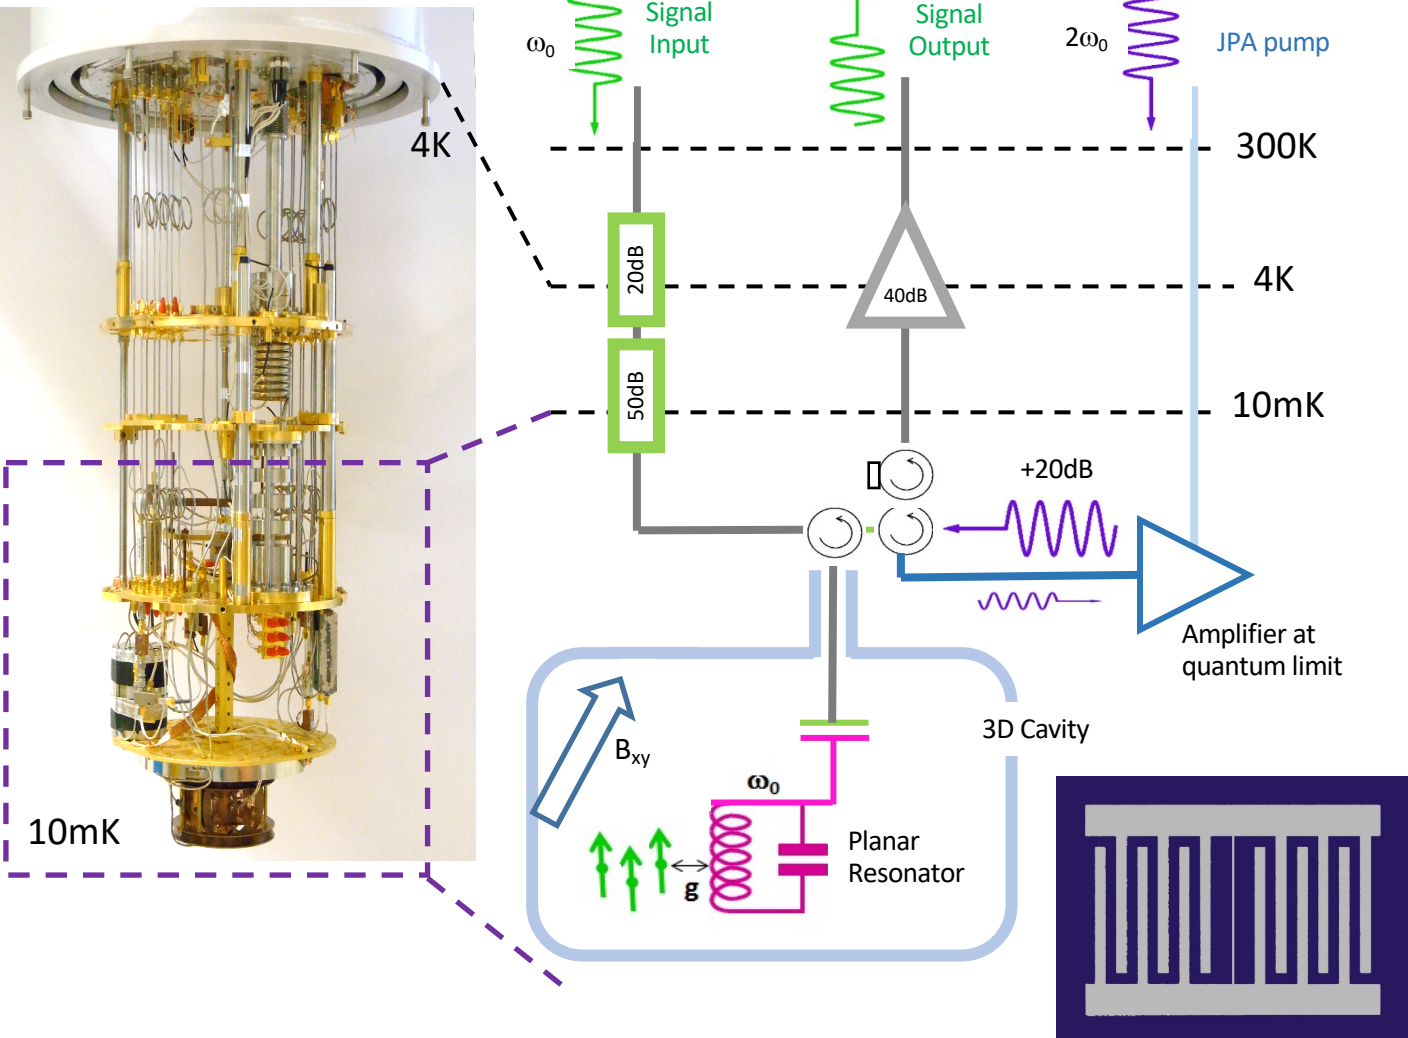 Signal
Input
Signal
Output
ω₀
2ω₀
JPA pump
4K
300K
20dB
40dB
4K
50dB
10mK
+20dB
Amplifier at
quantum limit
3D Cavity
Bxy
ω₀
Planar
Resonator
g
10mK